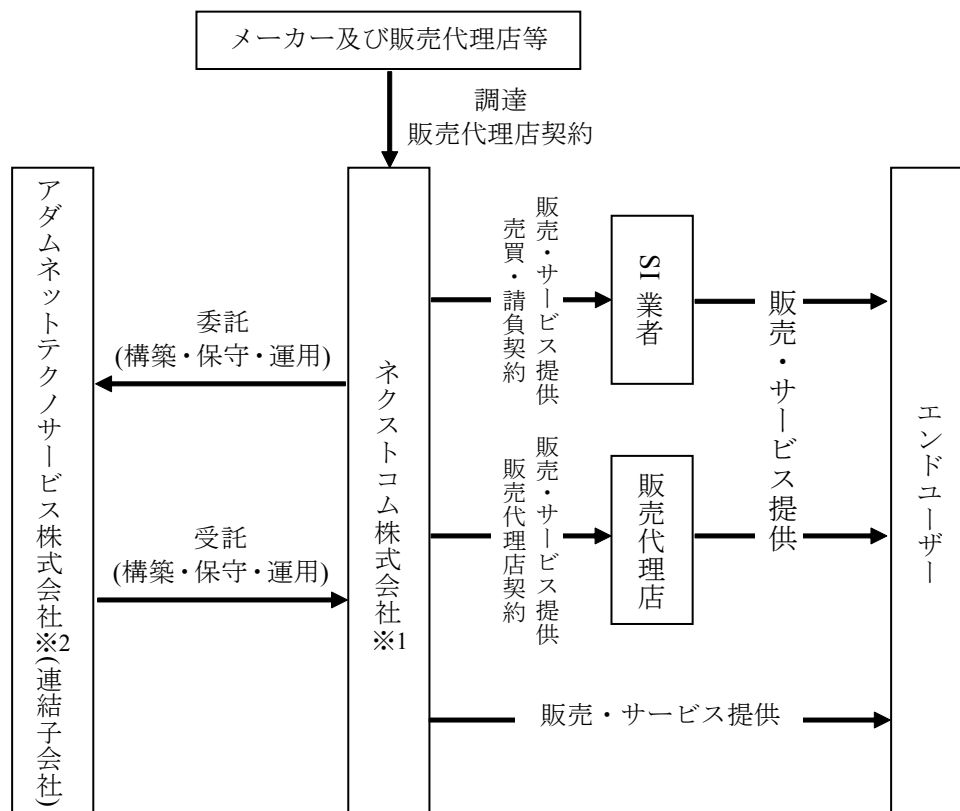 メーカー及び販売代理店等
調達
販売代理店契約
アダムネットテクノサービス株式会社※2(連結子会社)
委託
(構築・保守・運用)
受託
(構築・保守・運用)
ネクストコム株式会社※1
販売・サービス提供
売買・請負契約
SI 業者
販売・サービス提供
販売代理店契約
販売代理店
販売・サービス提供
販売・サービス提供
エンドユーザー